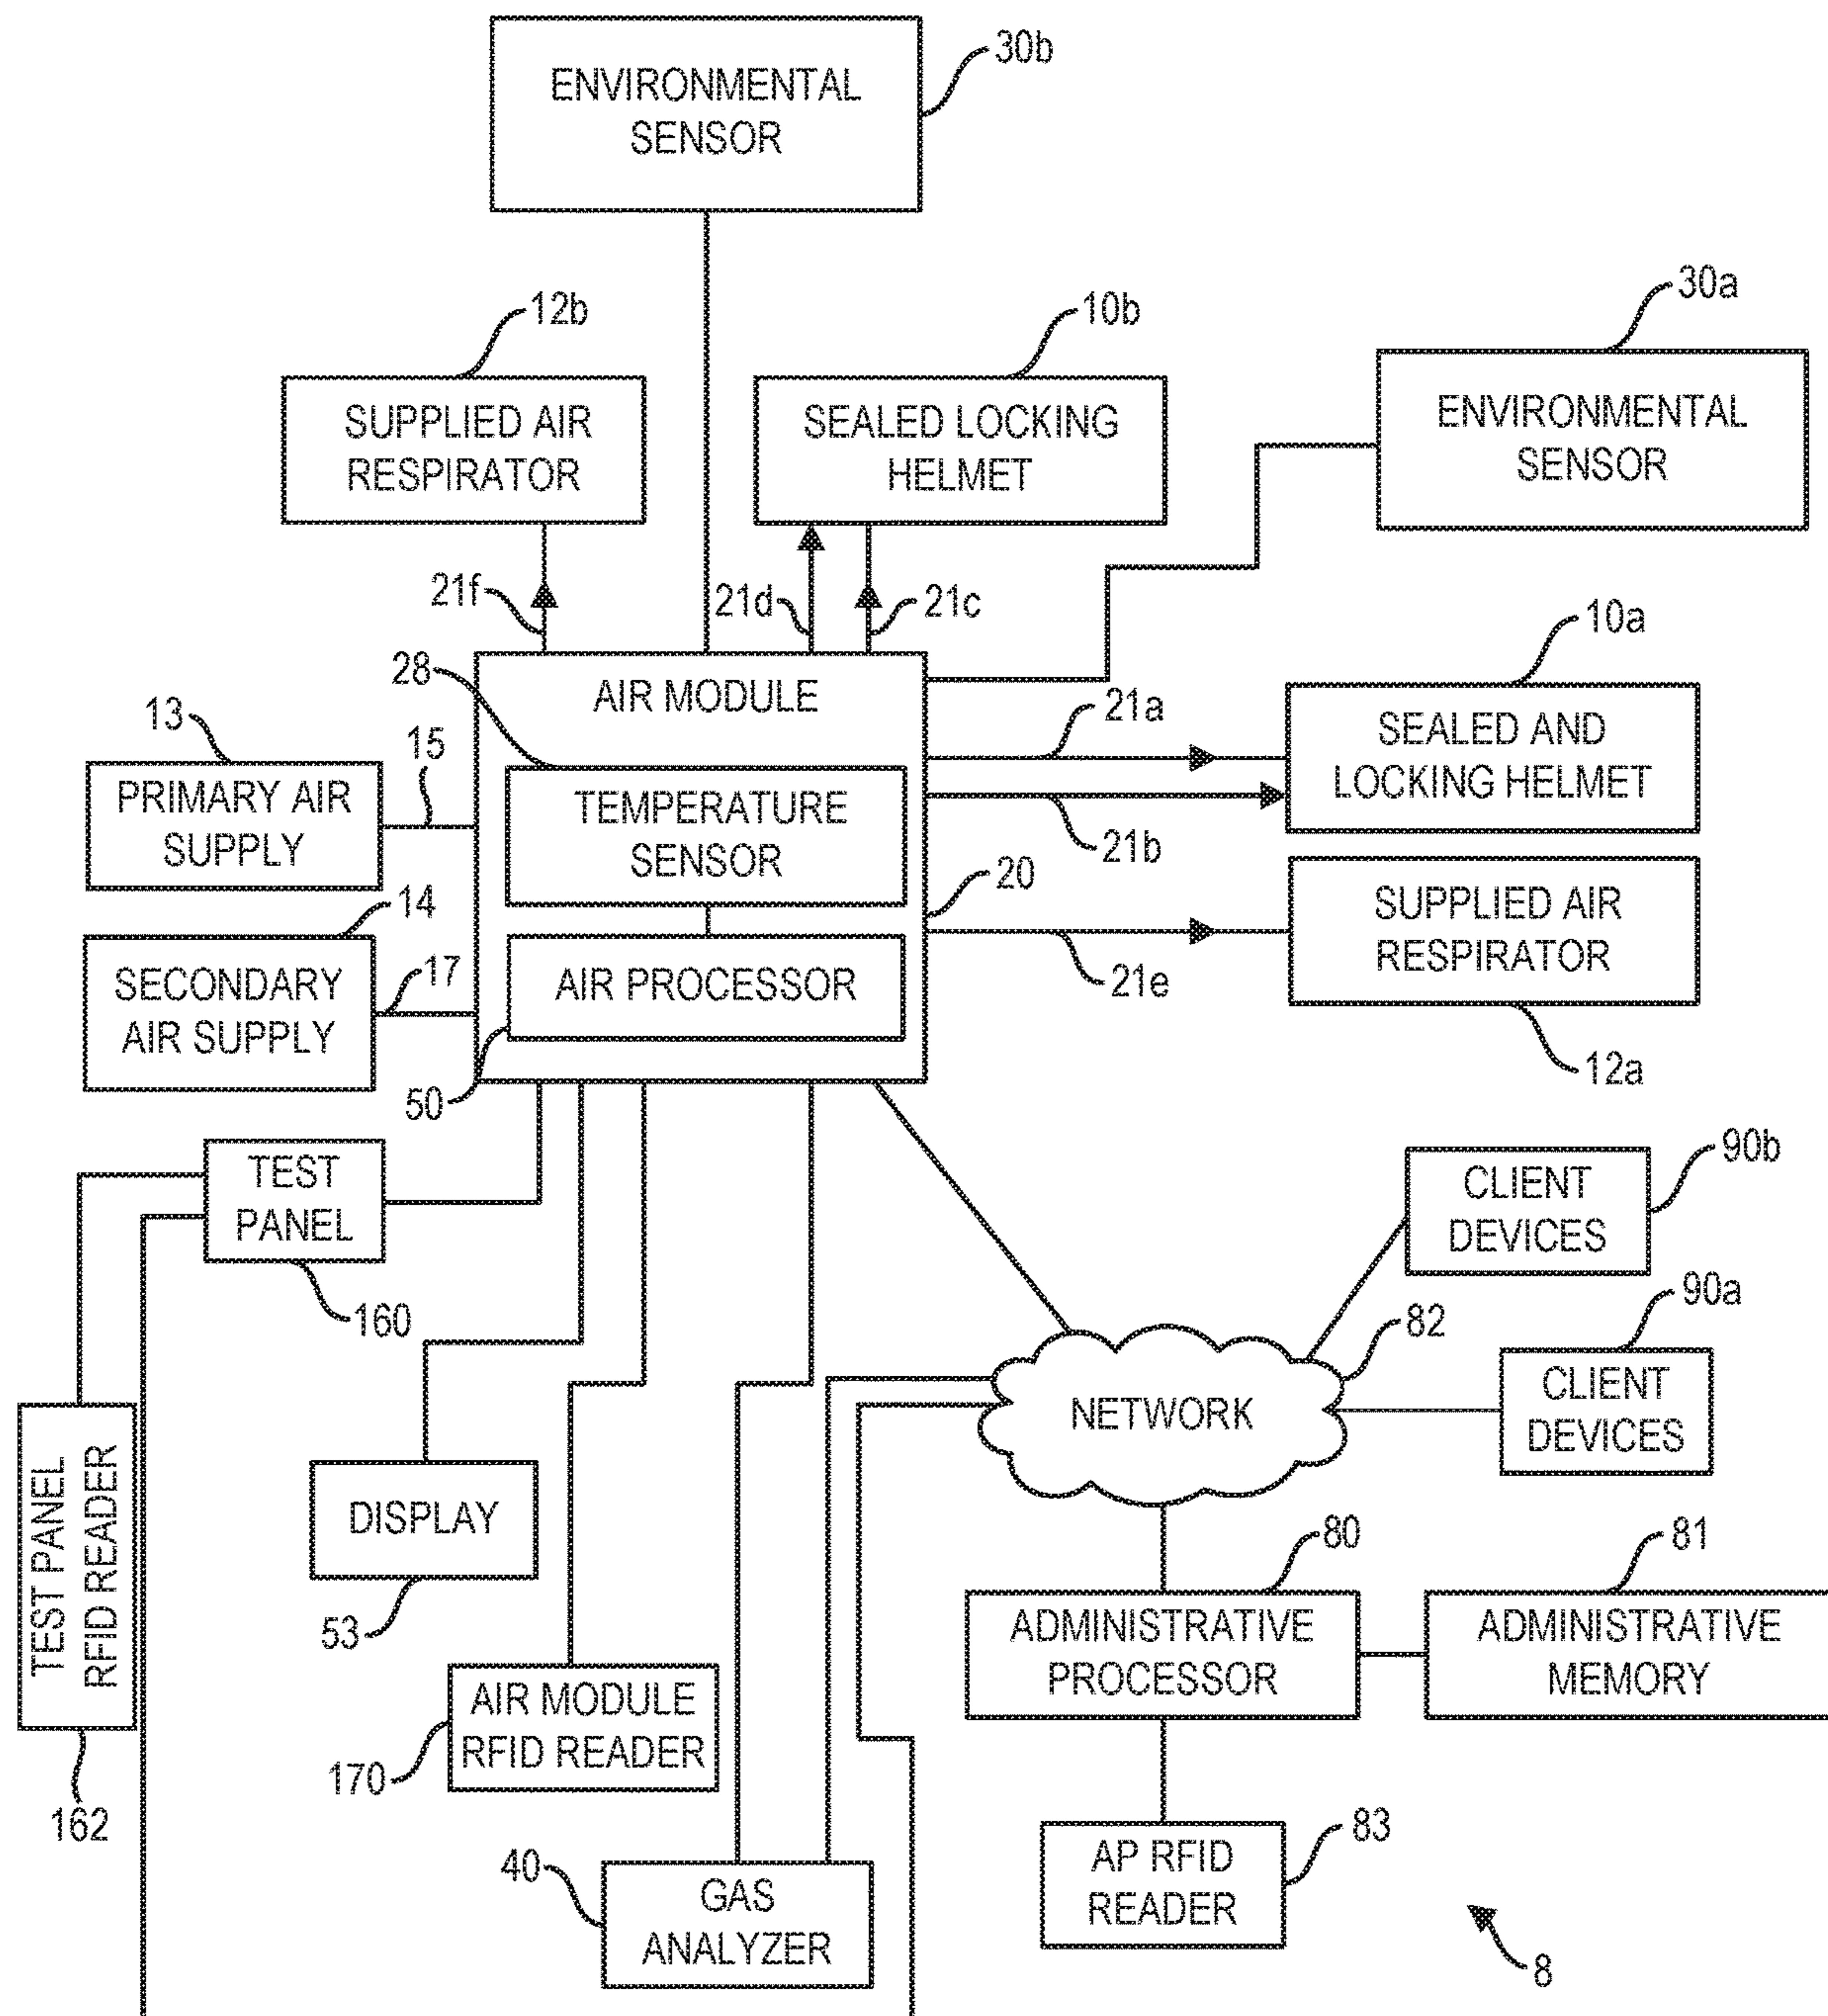 30b
ENVIRONMENTAL
SENSOR
30a
ENVIRONMENTAL
SENSOR
12b
SUPPLIED AIR
RESPIRATOR
10b
SEALED LOCKING
HELMET
21f
21d
21c
10a
SEALED AND
LOCKING HELMET
28
AIR MODULE
21a
21b
13
PRIMARY AIR
SUPPLY
15
TEMPERATURE
SENSOR
20
14
SECONDARY
AIR SUPPLY
17
AIR PROCESSOR
50
21e
SUPPLIED AIR
RESPIRATOR
12a
TEST
PANEL
160
90b
CLIENT
DEVICES
90a
CLIENT
DEVICES
82
NETWORK
TEST PANEL
RFID READER
162
DISPLAY
53
80
ADMINISTRATIVE
PROCESSOR
81
ADMINISTRATIVE
MEMORY
AIR MODULE
RFID READER
170
40
GAS
ANALYZER
AP RFID
READER
83
8